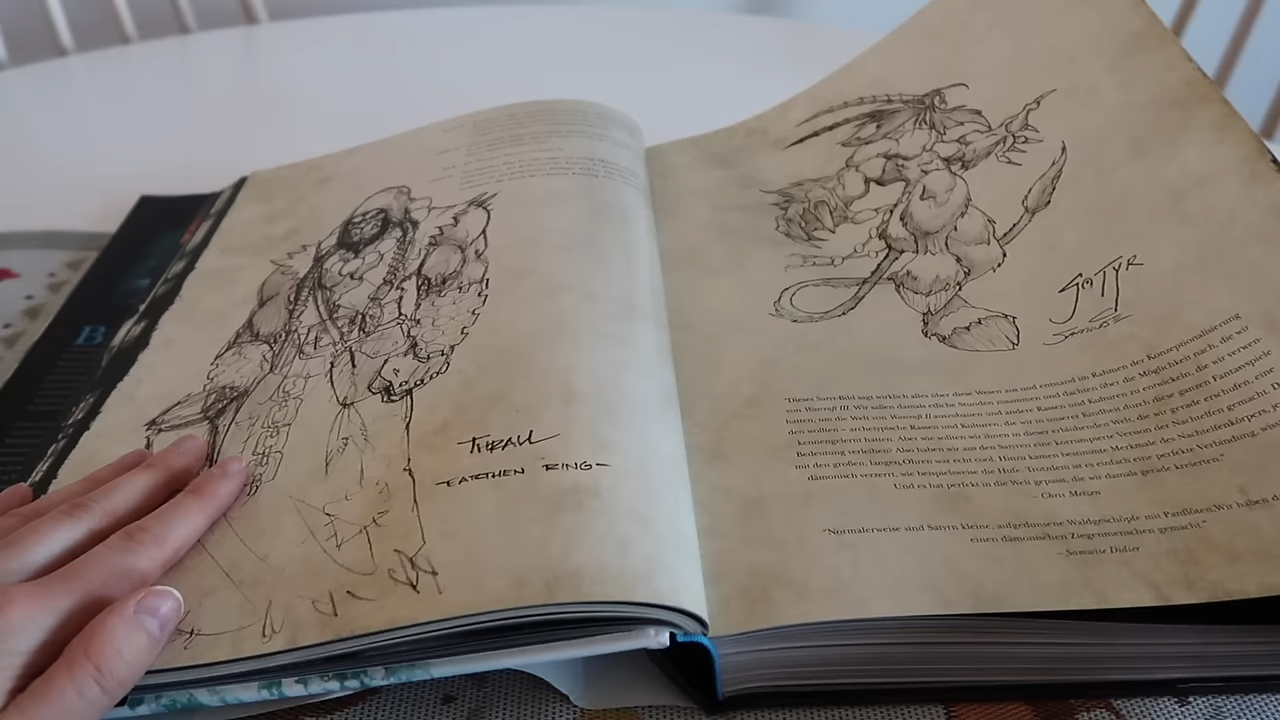 B
THRALL
EARTHEN RING-
SATYR
SAMWISE
"Dieses Satyr-Bild sagt wirklich alles über diese Wesen aus und entstand im Rahmen der Konzeptionalisierung
von Warcraft III. Wir saßen damals etliche Stunden zusammen und dachten über die Möglichkeit nach, die wir
hatten, um die Welt von Warcraft II auszubauen und andere Rassen und Kulturen zu entwickeln, die wir verwen-
den wollten – archetypische Rassen und Kulturen, die wir in unserer Kindheit durch diese ganzen Fantasyspiele
kennengelernt hatten. Aber wie sollten wir ihnen in dieser erblühenden Welt, die wir gerade erschufen, eine
Bedeutung verleihen? Also haben wir aus den Satyrn eine korrumpierte Version der Nachtelfen gemacht.
mit den großen, langen Ohren war echt cool. Hinzu kamen bestimmte Merkmale des Nachtelfenkörpers,
dämonisch verzerrt, wie beispielsweise die Hufe. Trotzdem ist es einfach eine perfekte Verbindung,
Und es hat perfekt in die Welt gepasst, die wir damals gerade kreierten."
– Chris Metzen
"Normalerweise sind Satyrn kleine, aufgedunsene Waldgeschöpfe mit Panflöten. Wir haben
einen dämonischen Ziegenmenschen gemacht."
– Samwise Didier